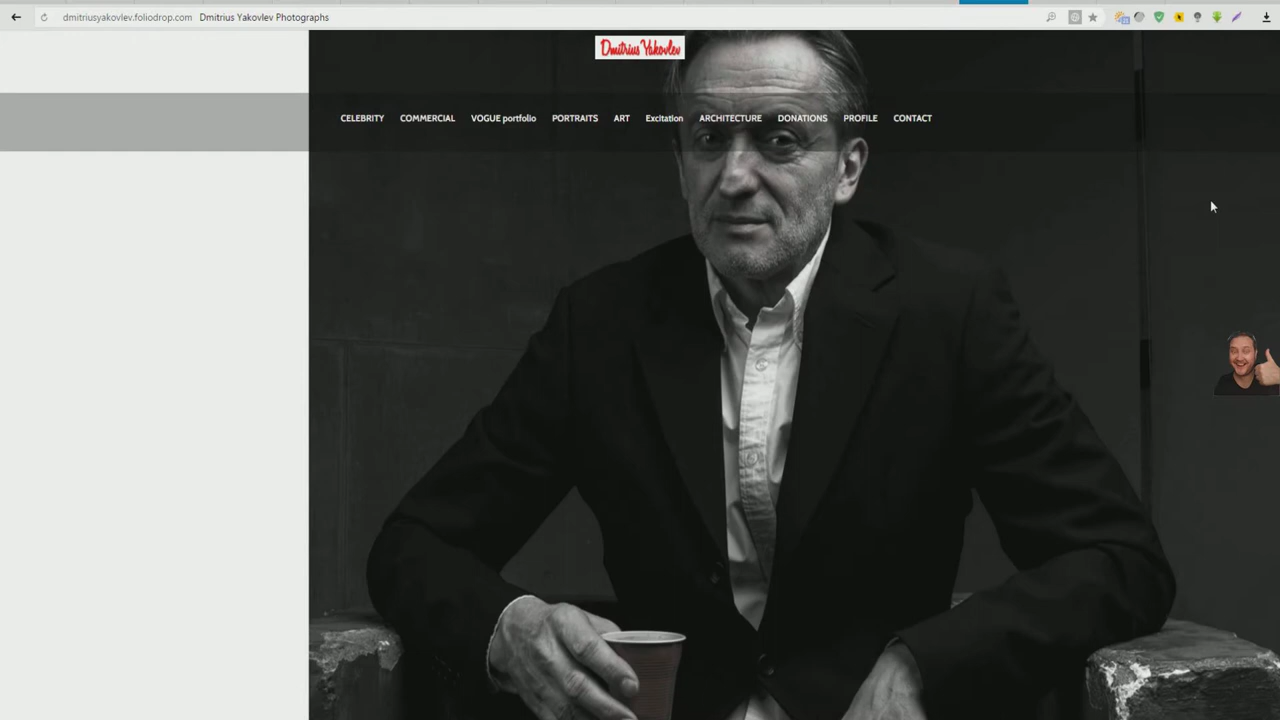 dmitriusyakovlev.foliodrop.com Dmitrius Yakovlev Photographs
Dmitrius Yakovlev
CELEBRITY COMMERCIAL VOGUE portfolio PORTRAITS ART Excitation ARCHITECTURE DONATIONS PROFILE CONTACT